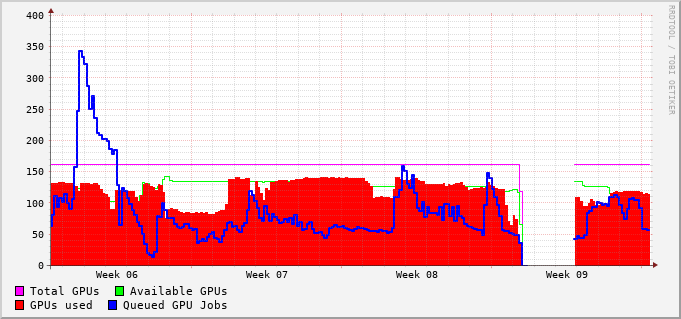 400
350
300
250
200
150
100
50
0
Week 06 Week 07 Week 08 Week 09
Total GPUs Available GPUs
GPUs used Queued GPU Jobs
RRDTOOL / TOBI OETIKER